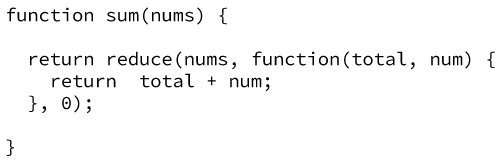 function sum(nums) {

  return reduce(nums, function(total, num) {
    return  total + num;
  }, 0);

}